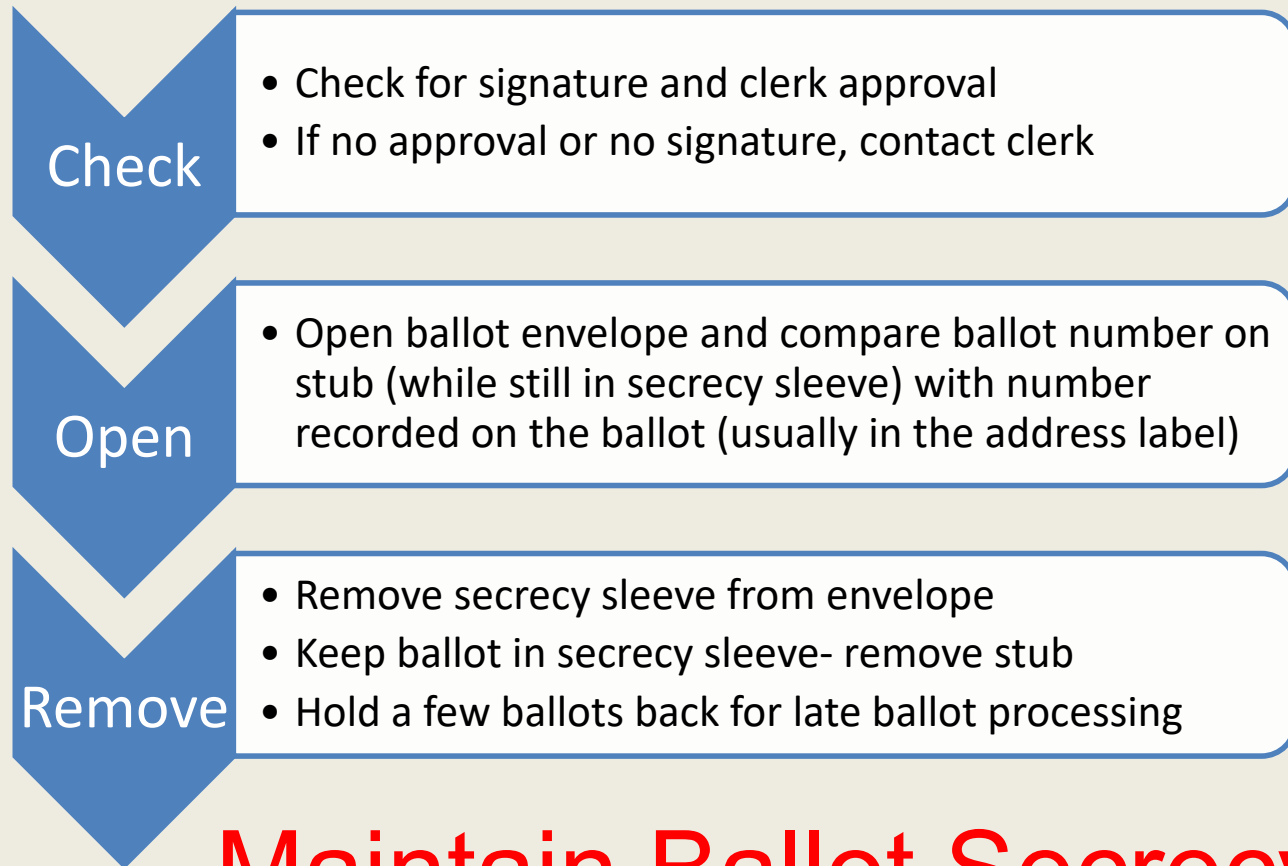 Check
• Check for signature and clerk approval
• If no approval or no signature, contact clerk
Open
• Open ballot envelope and compare ballot number on
stub (while still in secrecy sleeve) with number
recorded on the ballot (usually in the address label)
Remove
• Remove secrecy sleeve from envelope
• Keep ballot in secrecy sleeve- remove stub
• Hold a few ballots back for late ballot processing
Maintain Ballot Secrecy